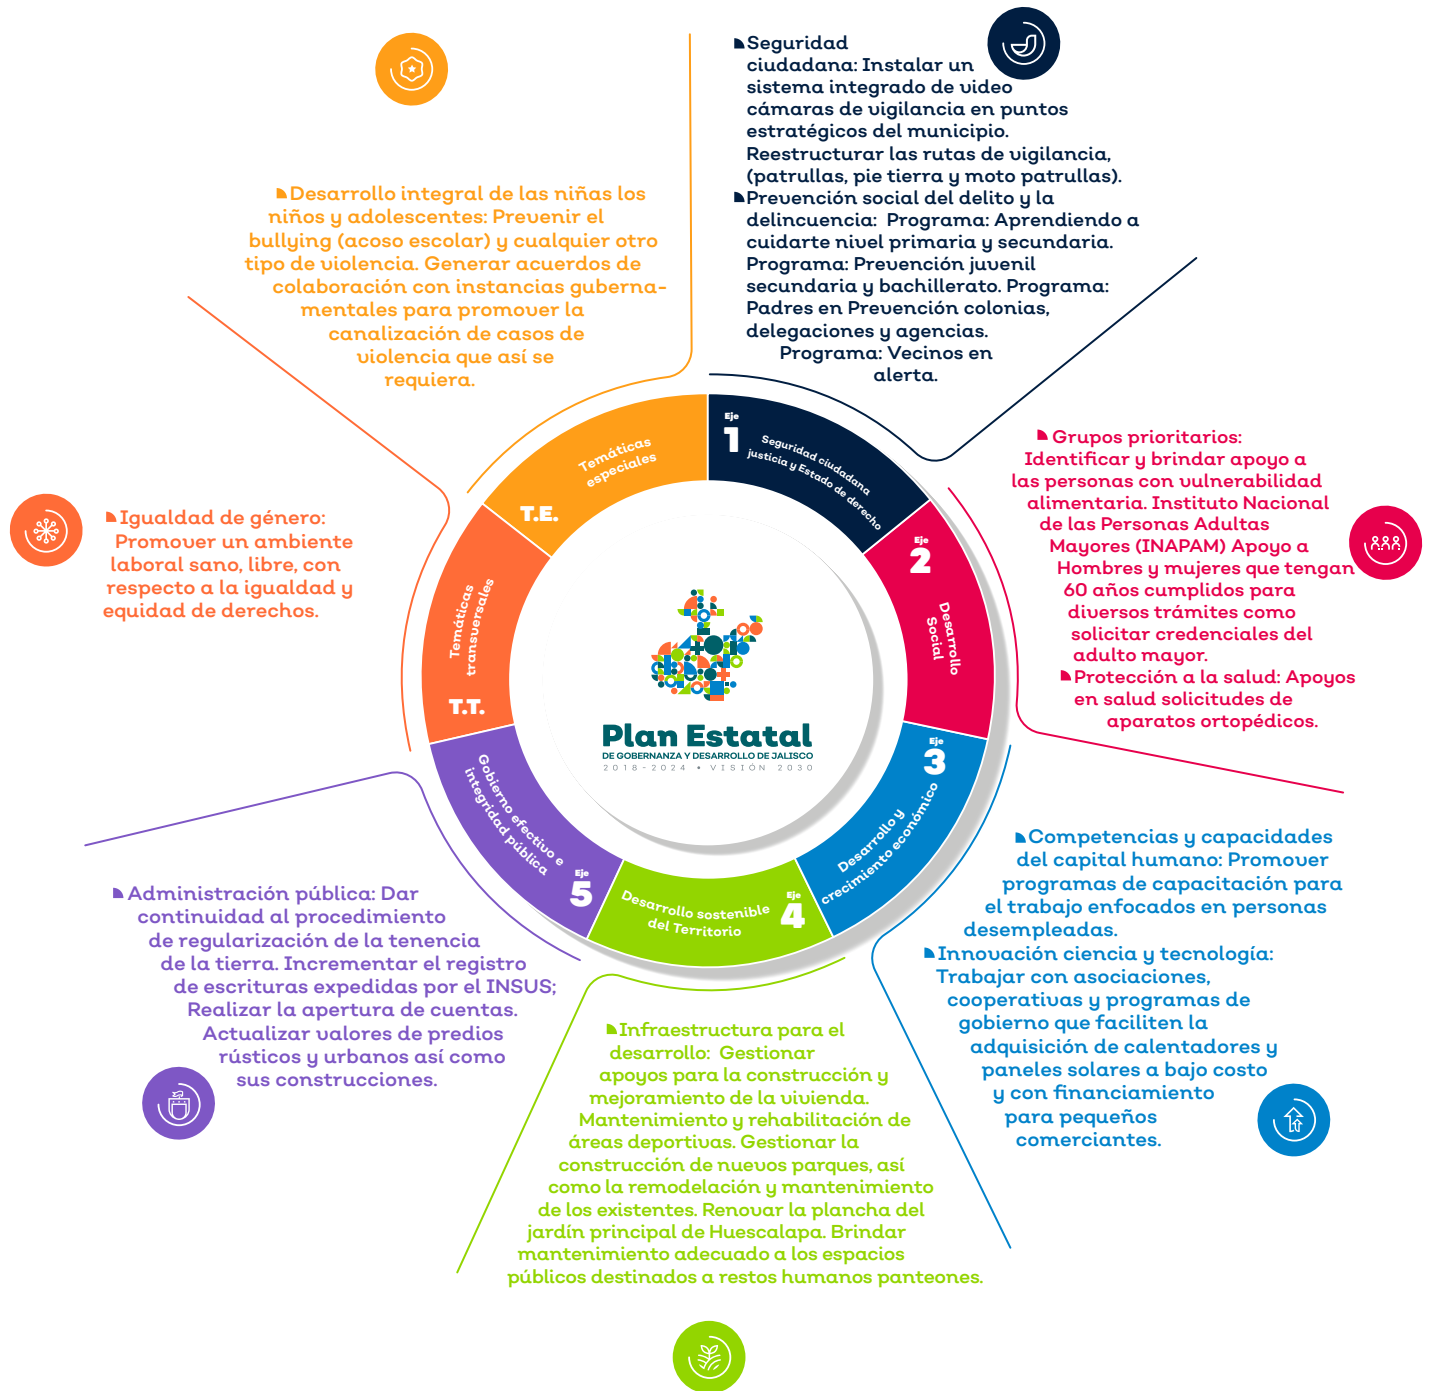 Seguridad
ciudadana: Instalar un
sistema integrado de video
cámaras de vigilancia en puntos
estratégicos del municipio.
Reestructurar las rutas de vigilancia,
(patrullas, pie tierra y moto patrullas).
Prevención social del delito y la
delincuencia: Programa: Aprendiendo a
cuidarte nivel primaria y secundaria.
Programa: Prevención juvenil
secundaria y bachillerato. Programa:
Padres en Prevención colonias,
delegaciones y agencias.
Programa: Vecinos en
alerta.
Grupos prioritarios:
Identificar y brindar apoyo a
las personas con vulnerabilidad
alimentaria. Instituto Nacional
de las Personas Adultas
Mayores (INAPAM) Apoyo a
Hombres y mujeres que tengan
60 años cumplidos para
diversos trámites como
solicitar credenciales del
adulto mayor.
Protección a la salud: Apoyos
en salud solicitudes de
aparatos ortopédicos.
Competencias y capacidades
del capital humano: Promover
programas de capacitación para
el trabajo enfocados en personas
desempleadas.
Innovación ciencia y tecnología:
Trabajar con asociaciones,
cooperativas y programas de
gobierno que faciliten la
adquisición de calentadores y
paneles solares a bajo costo
y con financiamiento
para pequeños
comerciantes.
Infraestructura para el
desarrollo: Gestionar
apoyos para la construcción y
mejoramiento de la vivienda.
Mantenimiento y rehabilitación de
áreas deportivas. Gestionar la
construcción de nuevos parques, así
como la remodelación y mantenimiento
de los existentes. Renovar la plancha del
jardín principal de Huescalapa. Brindar
mantenimiento adecuado a los espacios
públicos destinados a restos humanos panteones.
Administración pública: Dar
continuidad al procedimiento
de regularización de la tenencia
de la tierra. Incrementar el registro
de escrituras expedidas por el INSUS;
Realizar la apertura de cuentas.
Actualizar valores de predios
rústicos y urbanos así como
sus construcciones.
Igualdad de género:
Promover un ambiente
laboral sano, libre, con
respecto a la igualdad y
equidad de derechos.
Desarrollo integral de las niñas los
niños y adolescentes: Prevenir el
bullying (acoso escolar) y cualquier otro
tipo de violencia. Generar acuerdos de
colaboración con instancias guberna-
mentales para promover la
canalización de casos de
violencia que así se
requiera.
Eje
1
Seguridad ciudadana
justicia y Estado de derecho
Eje
2
Desarrollo
Social
Eje
3
Desarrollo y
crecimiento económico
Eje
4
Desarrollo sostenible
del Territorio
Eje
5
Gobierno efectivo e
integridad pública
T.T.
Temáticas
transversales
T.E.
Temáticas
especiales
Plan Estatal
DE GOBERNANZA Y DESARROLLO DE JALISCO
2018-2024 • VISIÓN 2030